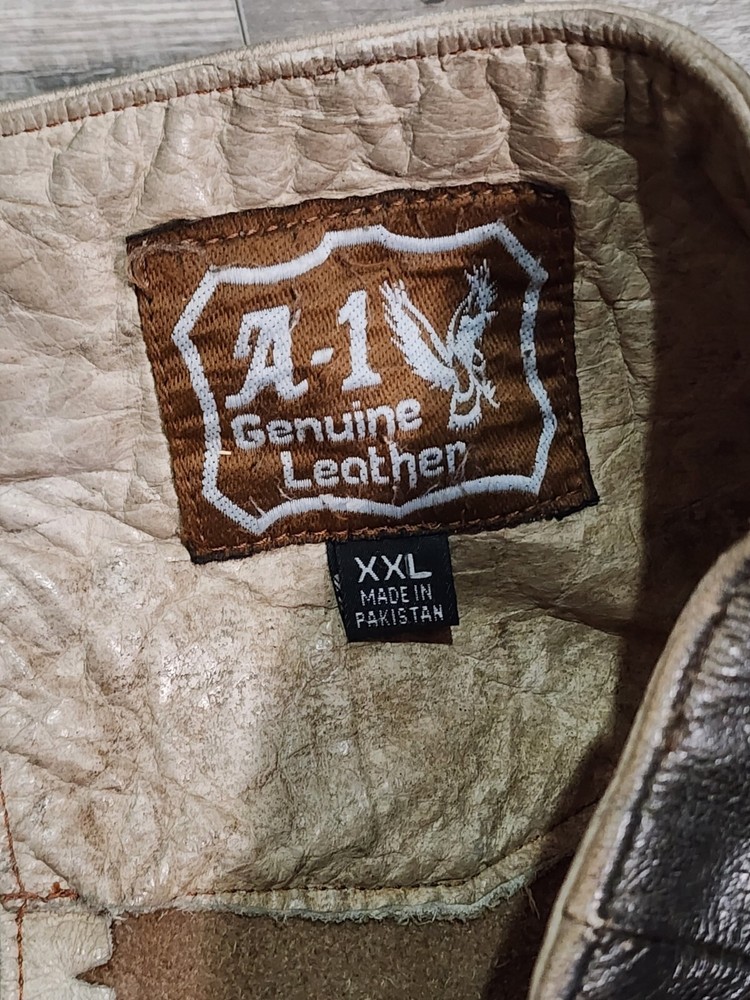 A-1
Genuine
Leather
XXL
MADE IN
PAKISTAN